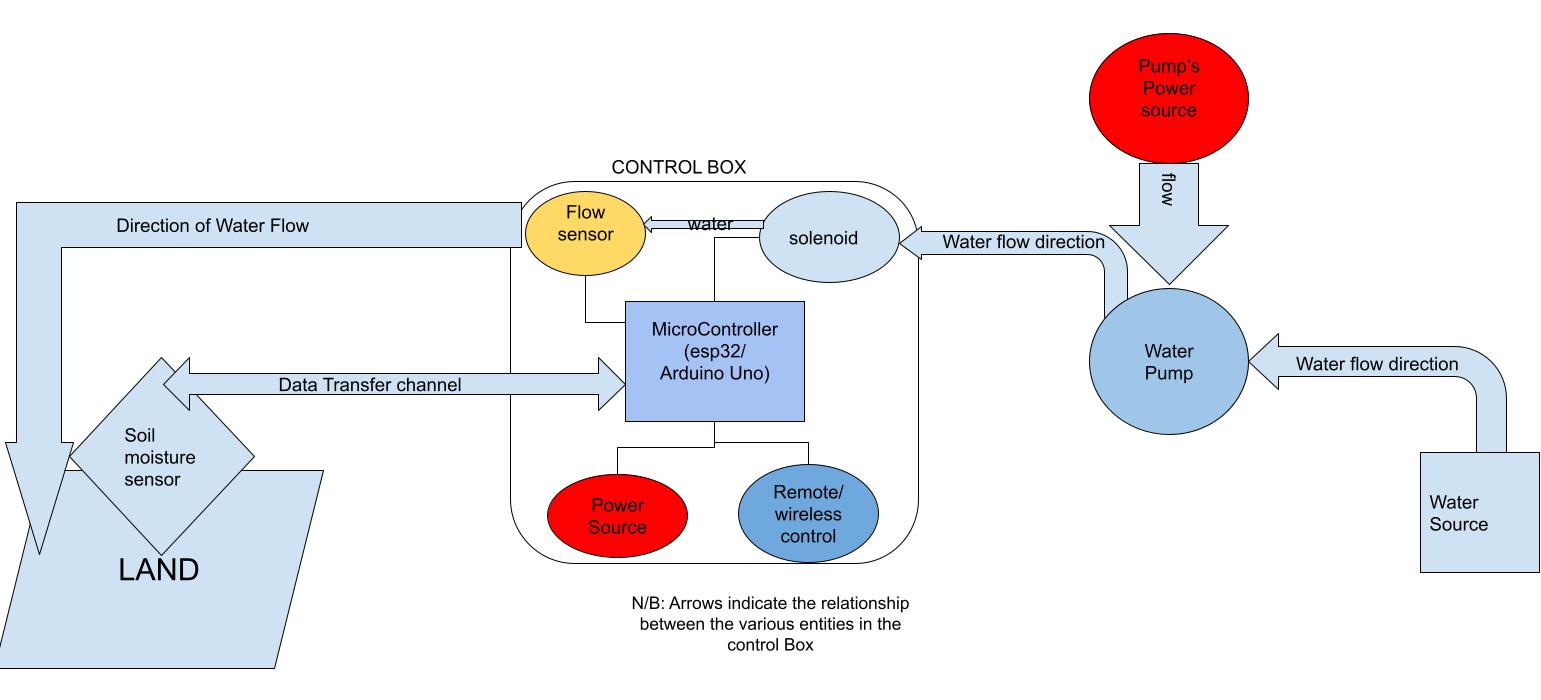 Pump's
Power
source
flow
CONTROL BOX
Direction of Water Flow
Flow
sensor
water
solenoid
Water flow direction
MicroController
(esp32/
Arduino Uno)
Water
Pump
Water flow direction
Data Transfer channel
Soil
moisture
sensor
Power
Source
Remote/
wireless
control
Water
Source
LAND
N/B: Arrows indicate the relationship
between the various entities in the
control Box